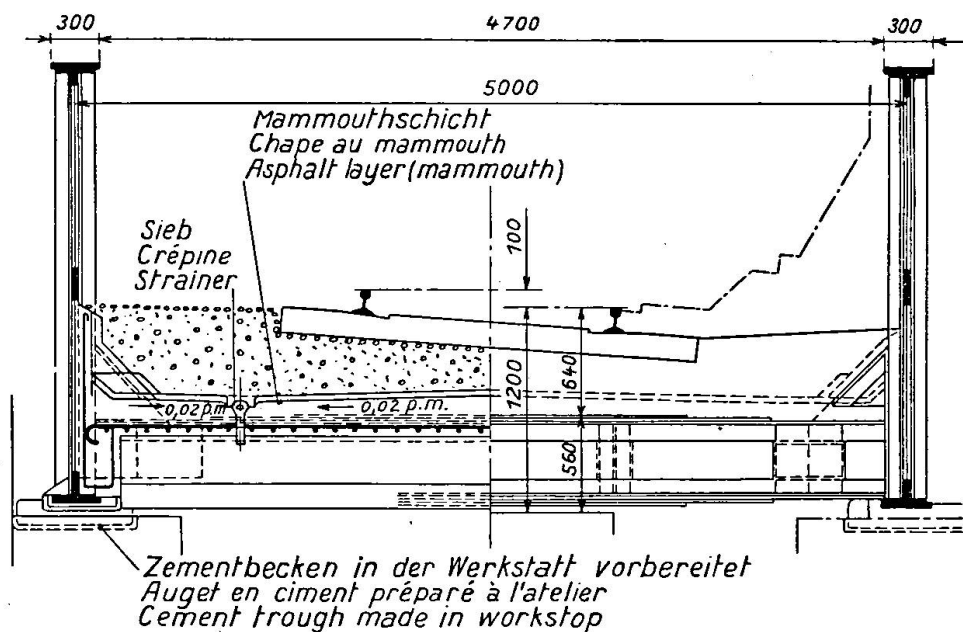 300
4700
300
5000
Mammouthschicht
Chape au mammouth
Asphalt layer (mammouth)
100
Sieb
Crépine
Strainer
0,02 p.m
0,02 p.m.
1200
640
560
Zementbecken in der Werkstatt vorbereitet
Auget en ciment préparé à l'atelier
Cement trough made in workstop